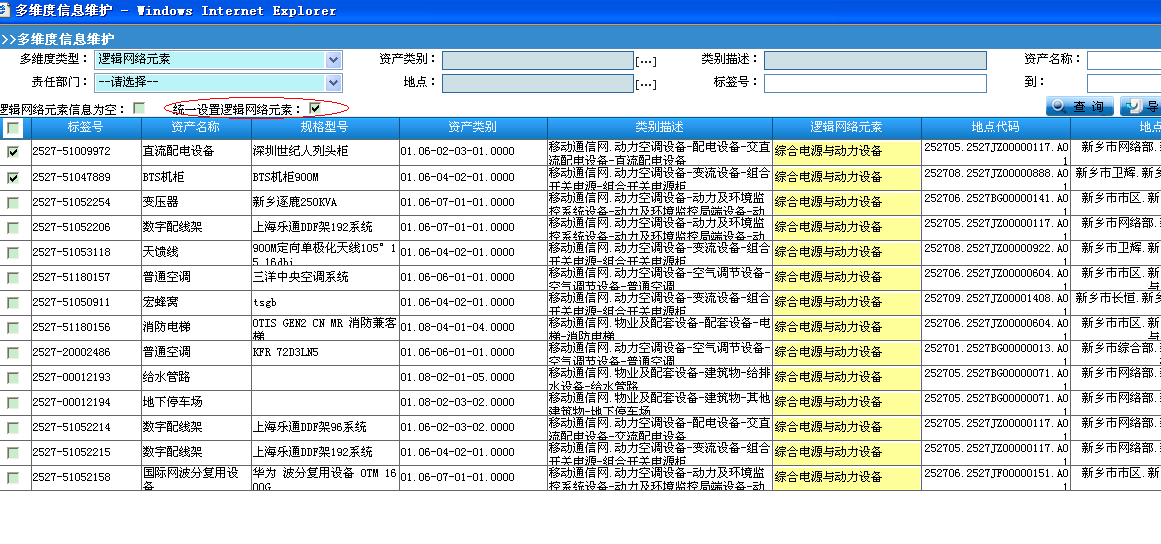 多维度信息维护 - Windows Internet Explorer
>>多维度信息维护
多维度类型： 逻辑网络元素 资产类别： [...] 类别描述： 资产名称：
责任部门： --请选择-- 地点： [...] 标签号： 到：
逻辑网络元素信息为空： 统一设置逻辑网络元素： 查 询 导
标签号 资产名称 规格型号 资产类别 类别描述 逻辑网络元素 地点代码 地点
2527-51009972 直流配电设备 深圳世纪人列头柜 01.06-02-03-01.0000 移动通信网.动力空调设备-配电设备-交直流配电设备-直流配电设备 综合电源与动力设备 252705.2527JZ00000117.A01 新乡市网络部.
2527-51047889 BTS机柜 BTS机柜900M 01.06-04-02-01.0000 移动通信网.动力空调设备-变流设备-组合开关电源-组合开关电源柜 综合电源与动力设备 252708.2527JZ00000888.A01 新乡市卫辉.新乡
2527-51052254 变压器 新乡逐鹿250KVA 01.06-07-01-01.0000 移动通信网.动力空调设备-动力及环境监控系统设备-动力及环境监控局端设备-动 综合电源与动力设备 252706.2527BG00000141.A01 新乡市市区.新
2527-51052206 数字配线架 上海乐通DDF架192系统 01.06-07-01-01.0000 移动通信网.动力空调设备-动力及环境监控系统设备-动力及环境监控局端设备-动 综合电源与动力设备 252705.2527JZ00000117.A01 新乡市网络部.
2527-51053118 天馈线 900M定向单极化天线105°15.16dbi 01.06-04-02-01.0000 移动通信网.动力空调设备-变流设备-组合开关电源-组合开关电源柜 综合电源与动力设备 252708.2527JZ00000922.A01 新乡市卫辉.新
2527-51180157 普通空调 三洋中央空调系统 01.06-06-01-01.0000 移动通信网.动力空调设备-空气调节设备-空气调节设备-普通空调 综合电源与动力设备 252706.2527JZ00000604.A01 新乡市市区.新与
2527-51050911 宏蜂窝 tsgb 01.06-04-02-01.0000 移动通信网.动力空调设备-变流设备-组合开关电源-组合开关电源柜 综合电源与动力设备 252709.2527JZ00001408.A01 新乡市长恒.新乡
2527-51180156 消防电梯 OTIS GEN2 CN MR 消防兼客梯 01.08-04-01-04.0000 移动通信网.物业及配套设备-配套设备-电梯-消防电梯 综合电源与动力设备 252706.2527JZ00000604.A01 新乡市市区.新与
2527-20002486 普通空调 KFR 72D3LN5 01.06-06-01-01.0000 移动通信网.动力空调设备-空气调节设备-空气调节设备-普通空调 综合电源与动力设备 252701.2527BG00000013.A01 新乡市综合部.
2527-00012193 给水管路 01.08-02-01-05.0000 移动通信网.物业及配套设备-建筑物-给排水设备-给水管路 综合电源与动力设备 252705.2527BG00000071.A01 新乡市网络部.
2527-00012194 地下停车场 01.08-02-03-02.0000 移动通信网.物业及配套设备-建筑物-其他建筑物-地下停车场 综合电源与动力设备 252705.2527BG00000071.A01 新乡市网络部.
2527-51052214 数字配线架 上海乐通DDF架96系统 01.06-02-03-02.0000 移动通信网.动力空调设备-配电设备-交直流配电设备-交流配电设备 综合电源与动力设备 252705.2527JZ00000117.A01 新乡市网络部.
2527-51052215 数字配线架 上海乐通DDF架192系统 01.06-04-02-01.0000 移动通信网.动力空调设备-变流设备-组合开关电源-组合开关电源柜 综合电源与动力设备 252705.2527JZ00000117.A01 新乡市网络部.
2527-51052158 国际网波分复用设备 华为 波分复用设备 OTM 1600G 01.06-07-01-01.0000 移动通信网.动力空调设备-动力及环境监控系统设备-动力及环境监控局端设备-动 综合电源与动力设备 252706.2527JF00000151.A01 新乡市市区.新